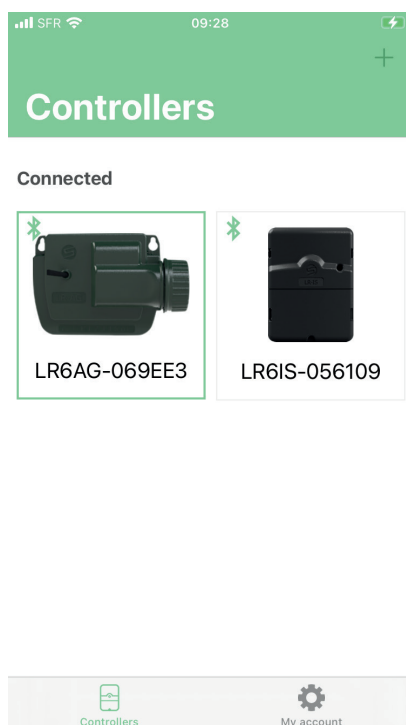 SFR 09:28
Controllers
Connected
LR6AG-069EE3 LR6IS-056109
Controllers My account